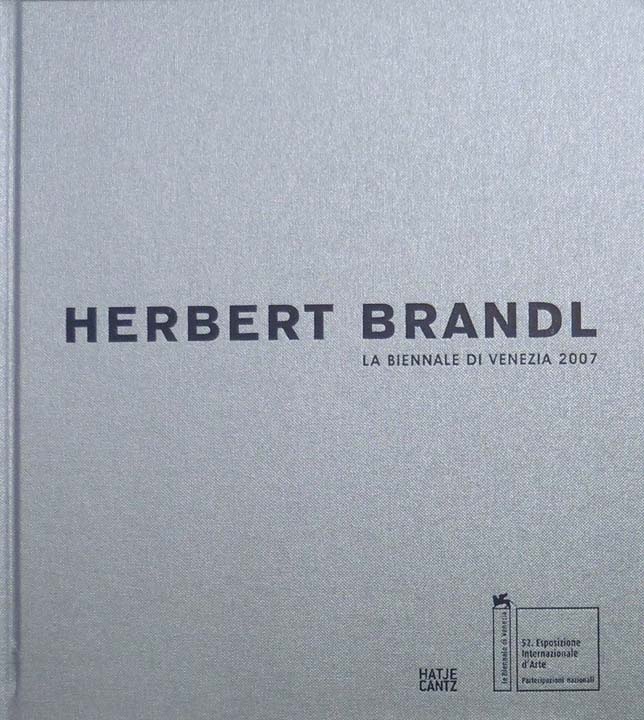 HERBERT BRANDL
LA BIENNALE DI VENEZIA 2007
HATJE
CANTZ
la Biennale di Venezia
52. Esposizione
Internazionale
d'Arte
Partecipazioni nazionali